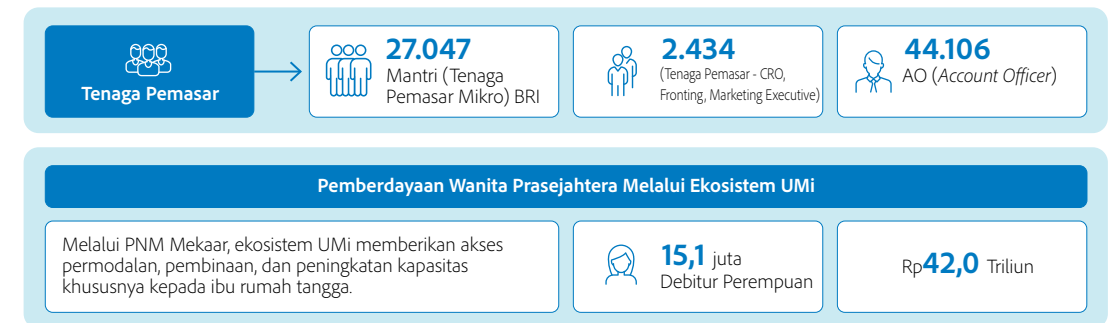 Tenaga Pemasar
27.047
Mantri (Tenaga
Pemasar Mikro) BRI
2.434
(Tenaga Pemasar - CRO,
Fronting, Marketing Executive)
44.106
AO (Account Officer)
Pemberdayaan Wanita Prasejahtera Melalui Ekosistem UMi
Melalui PNM Mekaar, ekosistem UMi memberikan akses
permodalan, pembinaan, dan peningkatan kapasitas
khususnya kepada ibu rumah tangga.
15,1 juta
Debitur Perempuan
Rp42,0 Triliun